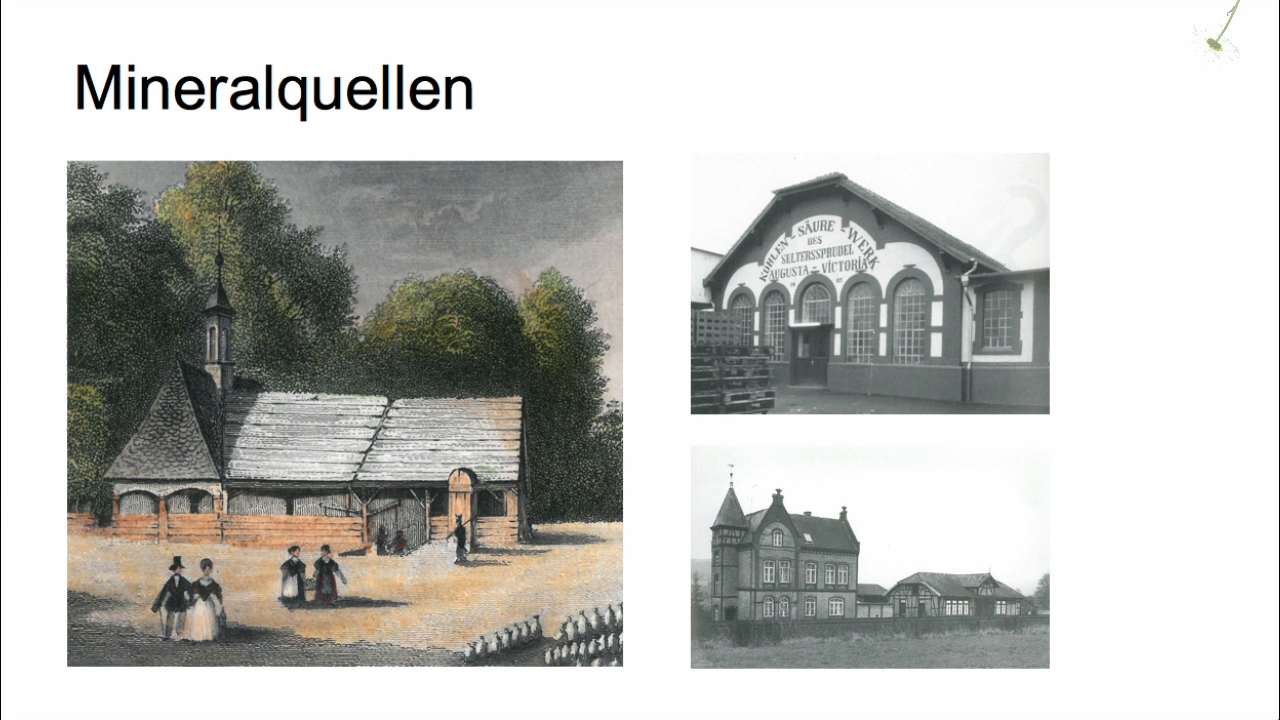 Mineralquellen
KOHLEN - SÄURE - WERK
DES
SELTERSSPRUDEL
AUGUSTA - VICTORIA